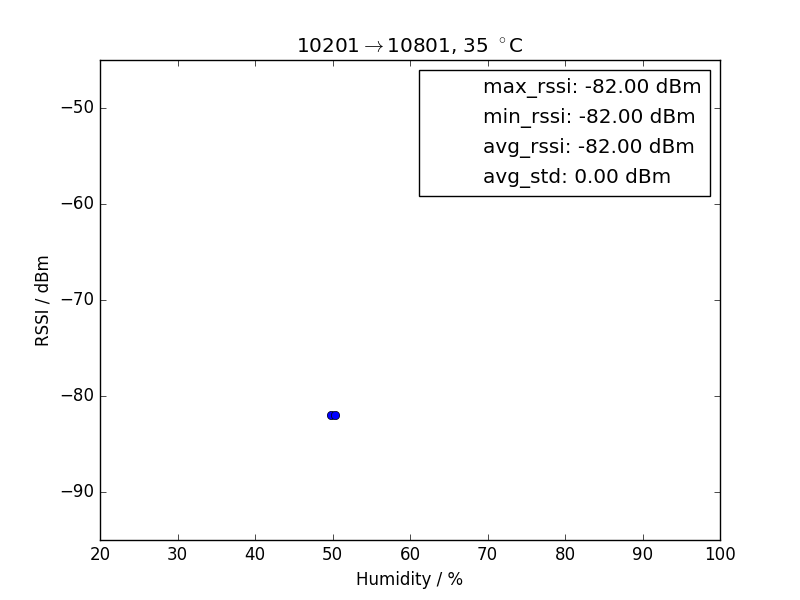 10201→10801, 35 °C
max_rssi: -82.00 dBm
min_rssi: -82.00 dBm
avg_rssi: -82.00 dBm
avg_std: 0.00 dBm
RSSI / dBm
−50
−60
−70
−80
−90
20 30 40 50 60 70 80 90 100
Humidity / %